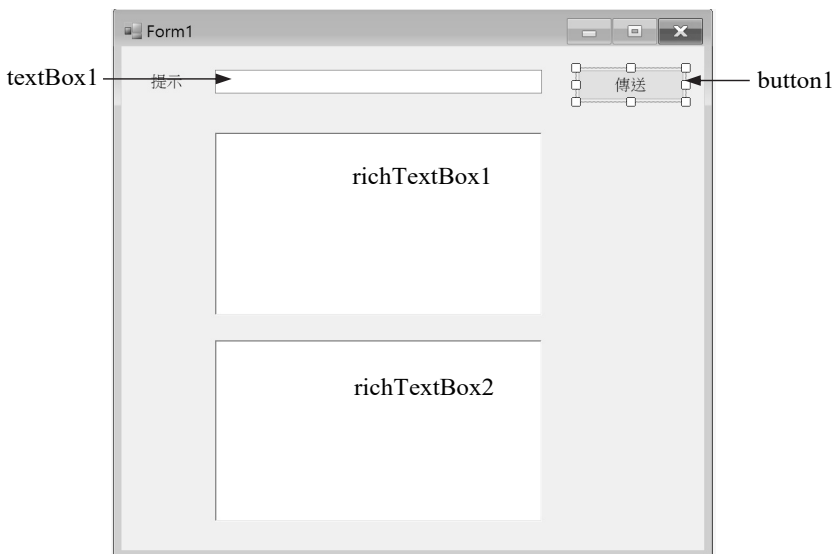 Form1
textBox1
提示
傳送
button1
richTextBox1
richTextBox2